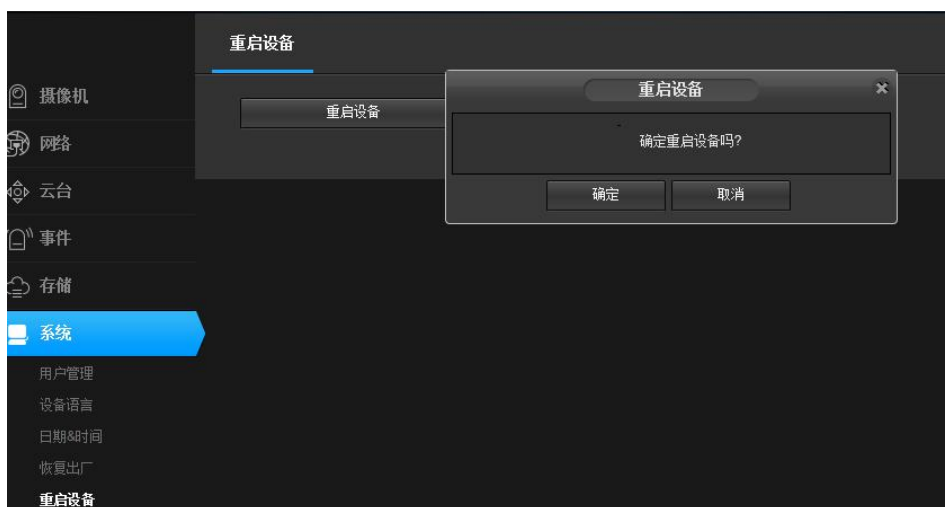 重启设备
摄像机
网络
云台
事件
存储
系统
用户管理
设备语言
日期&时间
恢复出厂
重启设备
重启设备
重启设备
确定重启设备吗?
确定
取消